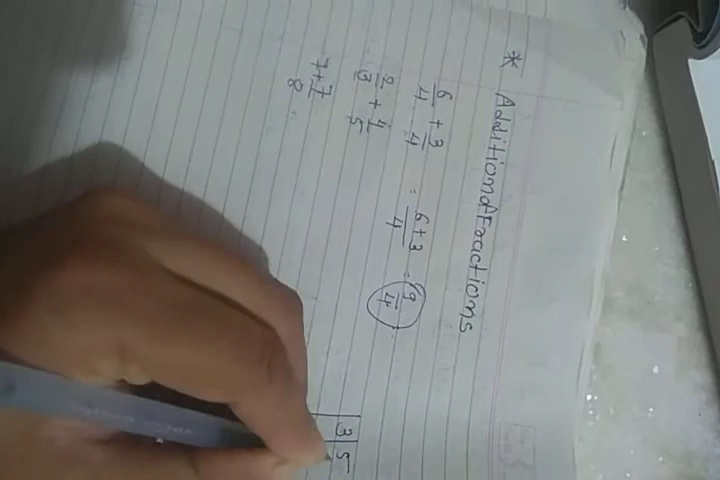 * Addition of Fractions
6/4 + 3/4 = 6+3/4 = 9/4
2/3 + 4/5
7 + 7/8
3 5